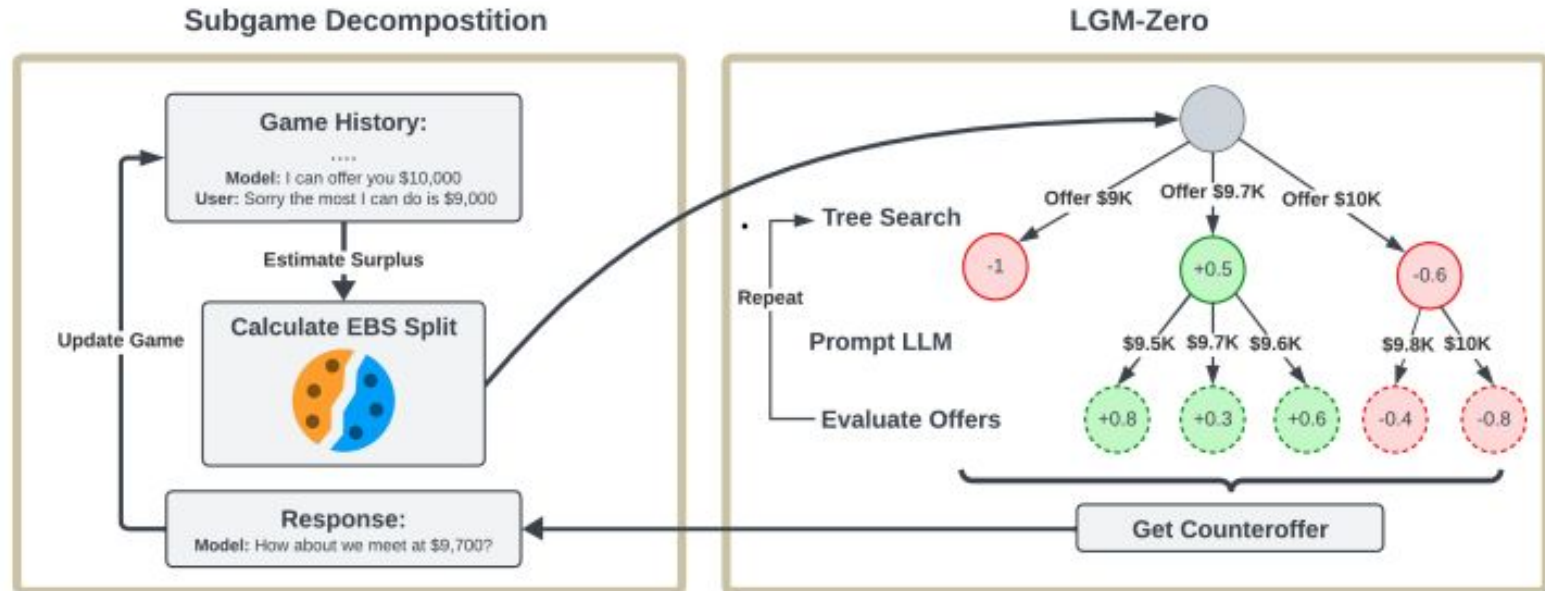 Subgame Decompostition
Game History:
....
Model: I can offer you $10,000
User: Sorry the most I can do is $9,000
Estimate Surplus
Calculate EBS Split
Update Game
Response:
Model: How about we meet at $9,700?
LGM-Zero
Offer $9K
Offer $9.7K
Offer $10K
Tree Search
-1
+0.5
-0.6
Repeat
Prompt LLM
$9.5K
$9.7K
$9.6K
$9.8K
$10K
Evaluate Offers
+0.8
+0.3
+0.6
-0.4
-0.8
Get Counteroffer